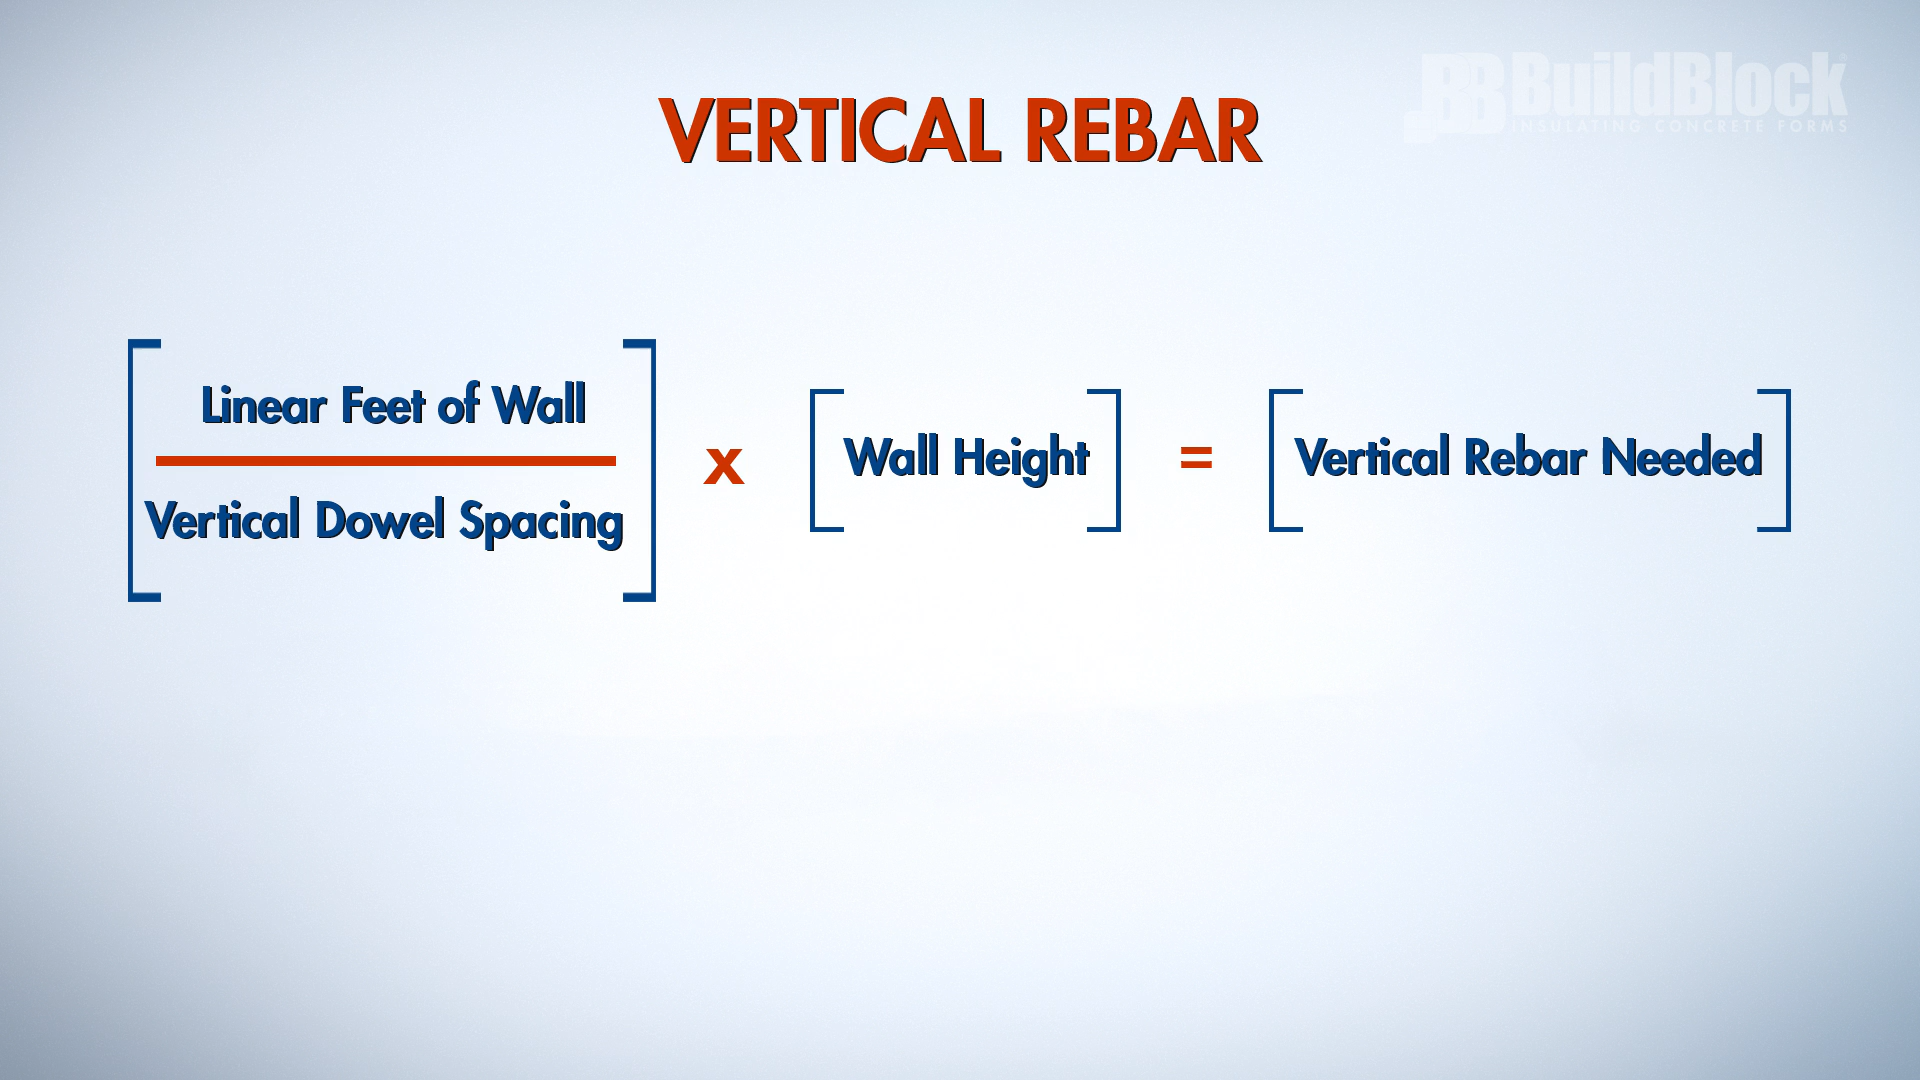 BuildBlock
INSULATING CONCRETE FORMS
VERTICAL REBAR
Linear Feet of Wall
Vertical Dowel Spacing
x
Wall Height
=
Vertical Rebar Needed